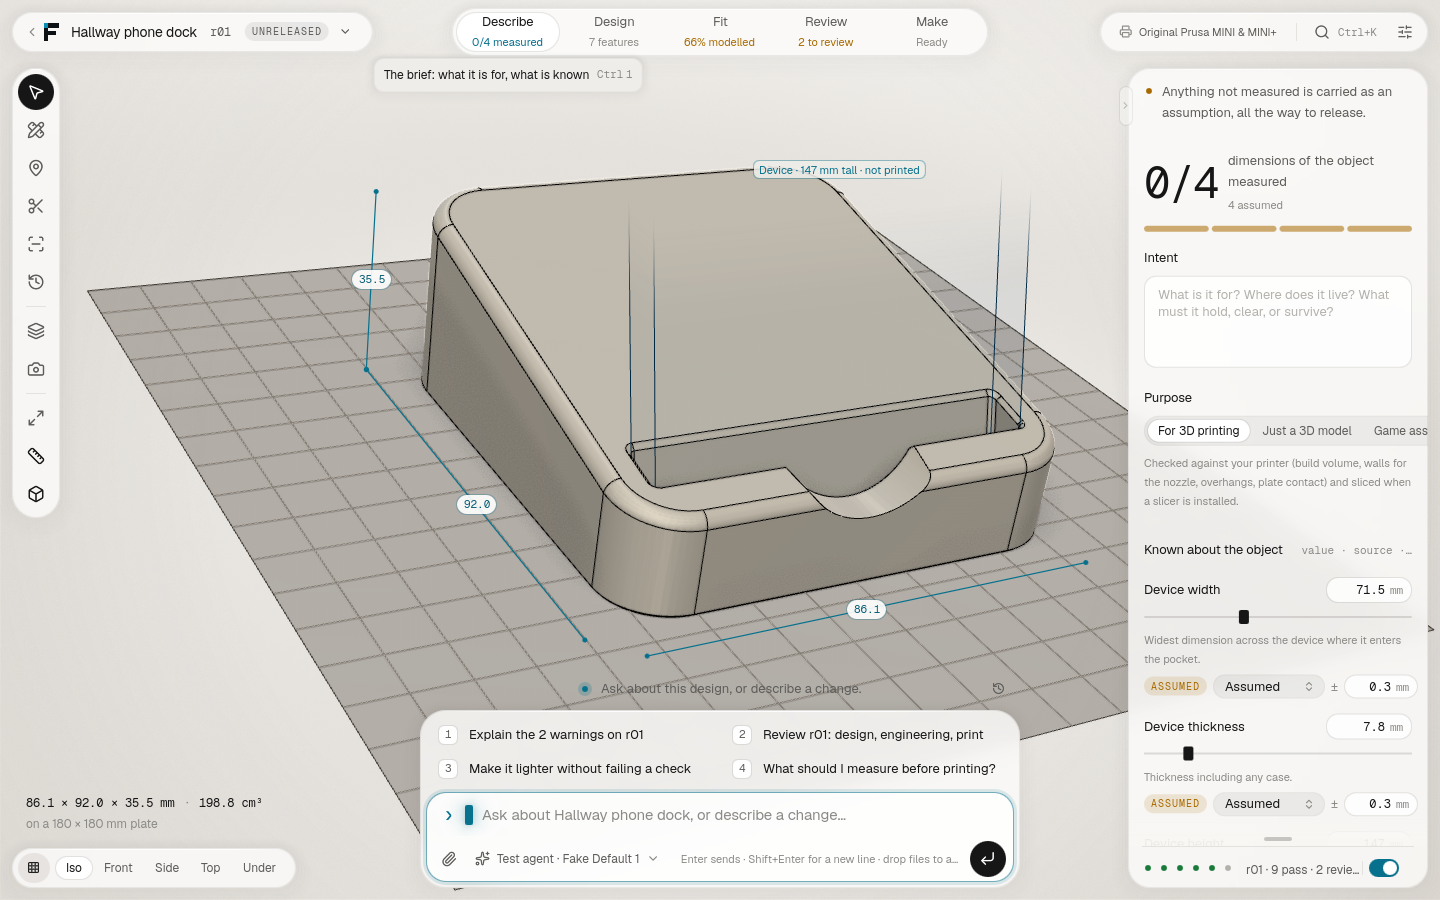 Hallway phone dock r01 UNRELEASED
Describe
0/4 measured
Design
7 features
Fit
66% modelled
Review
2 to review
Make
Ready
Original Prusa MINI & MINI+
Ctrl+K
The brief: what it is for, what is known Ctrl 1
Anything not measured is carried as an
assumption, all the way to release.
0/4
dimensions of the object
measured
4 assumed
Intent
What is it for? Where does it live? What
must it hold, clear, or survive?
Purpose
For 3D printing
Just a 3D model
Game ass
Checked against your printer (build volume, walls for
the nozzle, overhangs, plate contact) and sliced when
a slicer is installed.
Known about the object value · source ·…
Device width 71.5 mm
Widest dimension across the device where it enters
the pocket.
ASSUMED Assumed ± 0.3 mm
Device thickness 7.8 mm
Thickness including any case.
ASSUMED Assumed ± 0.3 mm
Device height 147 mm
r01 · 9 pass · 2 revie…
Device · 147 mm tall · not printed
35.5
92.0
86.1
Ask about this design, or describe a change.
1 Explain the 2 warnings on r01
2 Review r01: design, engineering, print
3 Make it lighter without failing a check
4 What should I measure before printing?
Ask about Hallway phone dock, or describe a change…
Test agent · Fake Default 1
Enter sends · Shift+Enter for a new line · drop files to a…
86.1 × 92.0 × 35.5 mm · 198.8 cm³
on a 180 × 180 mm plate
Iso
Front
Side
Top
Under